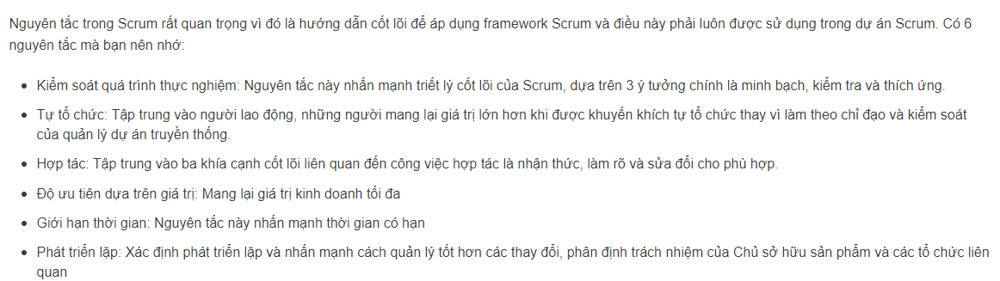 Nguyên tắc trong Scrum rất quan trọng vì đó là hướng dẫn cốt lõi để áp dụng framework Scrum và điều này phải luôn được sử dụng trong dự án Scrum. Có 6
nguyên tắc mà bạn nên nhớ:
• Kiểm soát quá trình thực nghiệm: Nguyên tắc này nhấn mạnh triết lý cốt lõi của Scrum, dựa trên 3 ý tưởng chính là minh bạch, kiểm tra và thích ứng.
• Tự tổ chức: Tập trung vào người lao động, những người mang lại giá trị lớn hơn khi được khuyến khích tự tổ chức thay vì làm theo chỉ đạo và kiểm soát
của quản lý dự án truyền thống.
• Hợp tác: Tập trung vào ba khía cạnh cốt lõi liên quan đến công việc hợp tác là nhận thức, làm rõ và sửa đổi cho phù hợp.
• Độ ưu tiên dựa trên giá trị: Mang lại giá trị kinh doanh tối đa
• Giới hạn thời gian: Nguyên tắc này nhấn mạnh thời gian có hạn
• Phát triển lặp: Xác định phát triển lặp và nhấn mạnh cách quản lý tốt hơn các thay đổi, phân định trách nhiệm của Chủ sở hữu sản phẩm và các tổ chức liên
quan